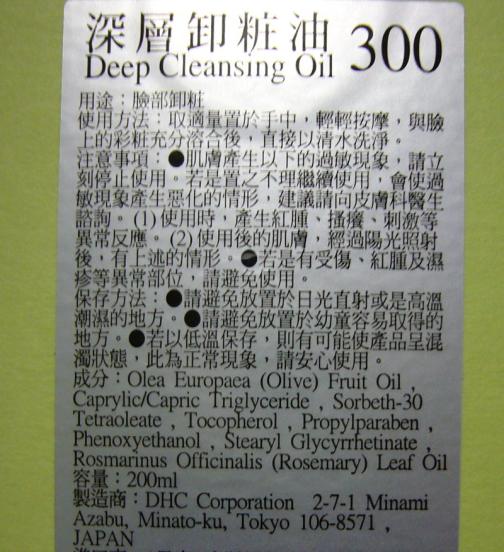 深層卸粧油 300
Deep Cleansing Oil
用途：臉部卸粧
使用方法：取適量置於手中，輕輕按摩，與臉
上的彩粧充分溶合後，直接以清水洗淨。
注意事項：●肌膚產生以下的過敏現象，請立
刻停止使用。若是置之不理繼續使用，會使過
敏現象產生惡化的情形，建議請向皮膚科醫生
諮詢。(1)使用時，產生紅腫、搔癢、刺激等
異常反應。(2)使用後的肌膚，經過陽光照射
後，有上述的情形。●若是有受傷、紅腫及濕
疹等異常部位，請避免使用。
保存方法：●請避免放置於日光直射或是高溫
潮濕的地方。●請避免放置於幼童容易取得的
地方。●若以低溫保存，則有可能使產品呈混
濁狀態，此為正常現象，請安心使用。
成分：Olea Europaea (Olive) Fruit Oil ,
Caprylic/Capric Triglyceride , Sorbeth-30
Tetraoleate , Tocopherol , Propylparaben ,
Phenoxyethanol , Stearyl Glycyrrhetinate ,
Rosmarinus Officinalis (Rosemary) Leaf Oil
容量：200ml
製造商：DHC Corporation 2-7-1 Minami
Azabu, Minato-ku, Tokyo 106-8571 ,
JAPAN